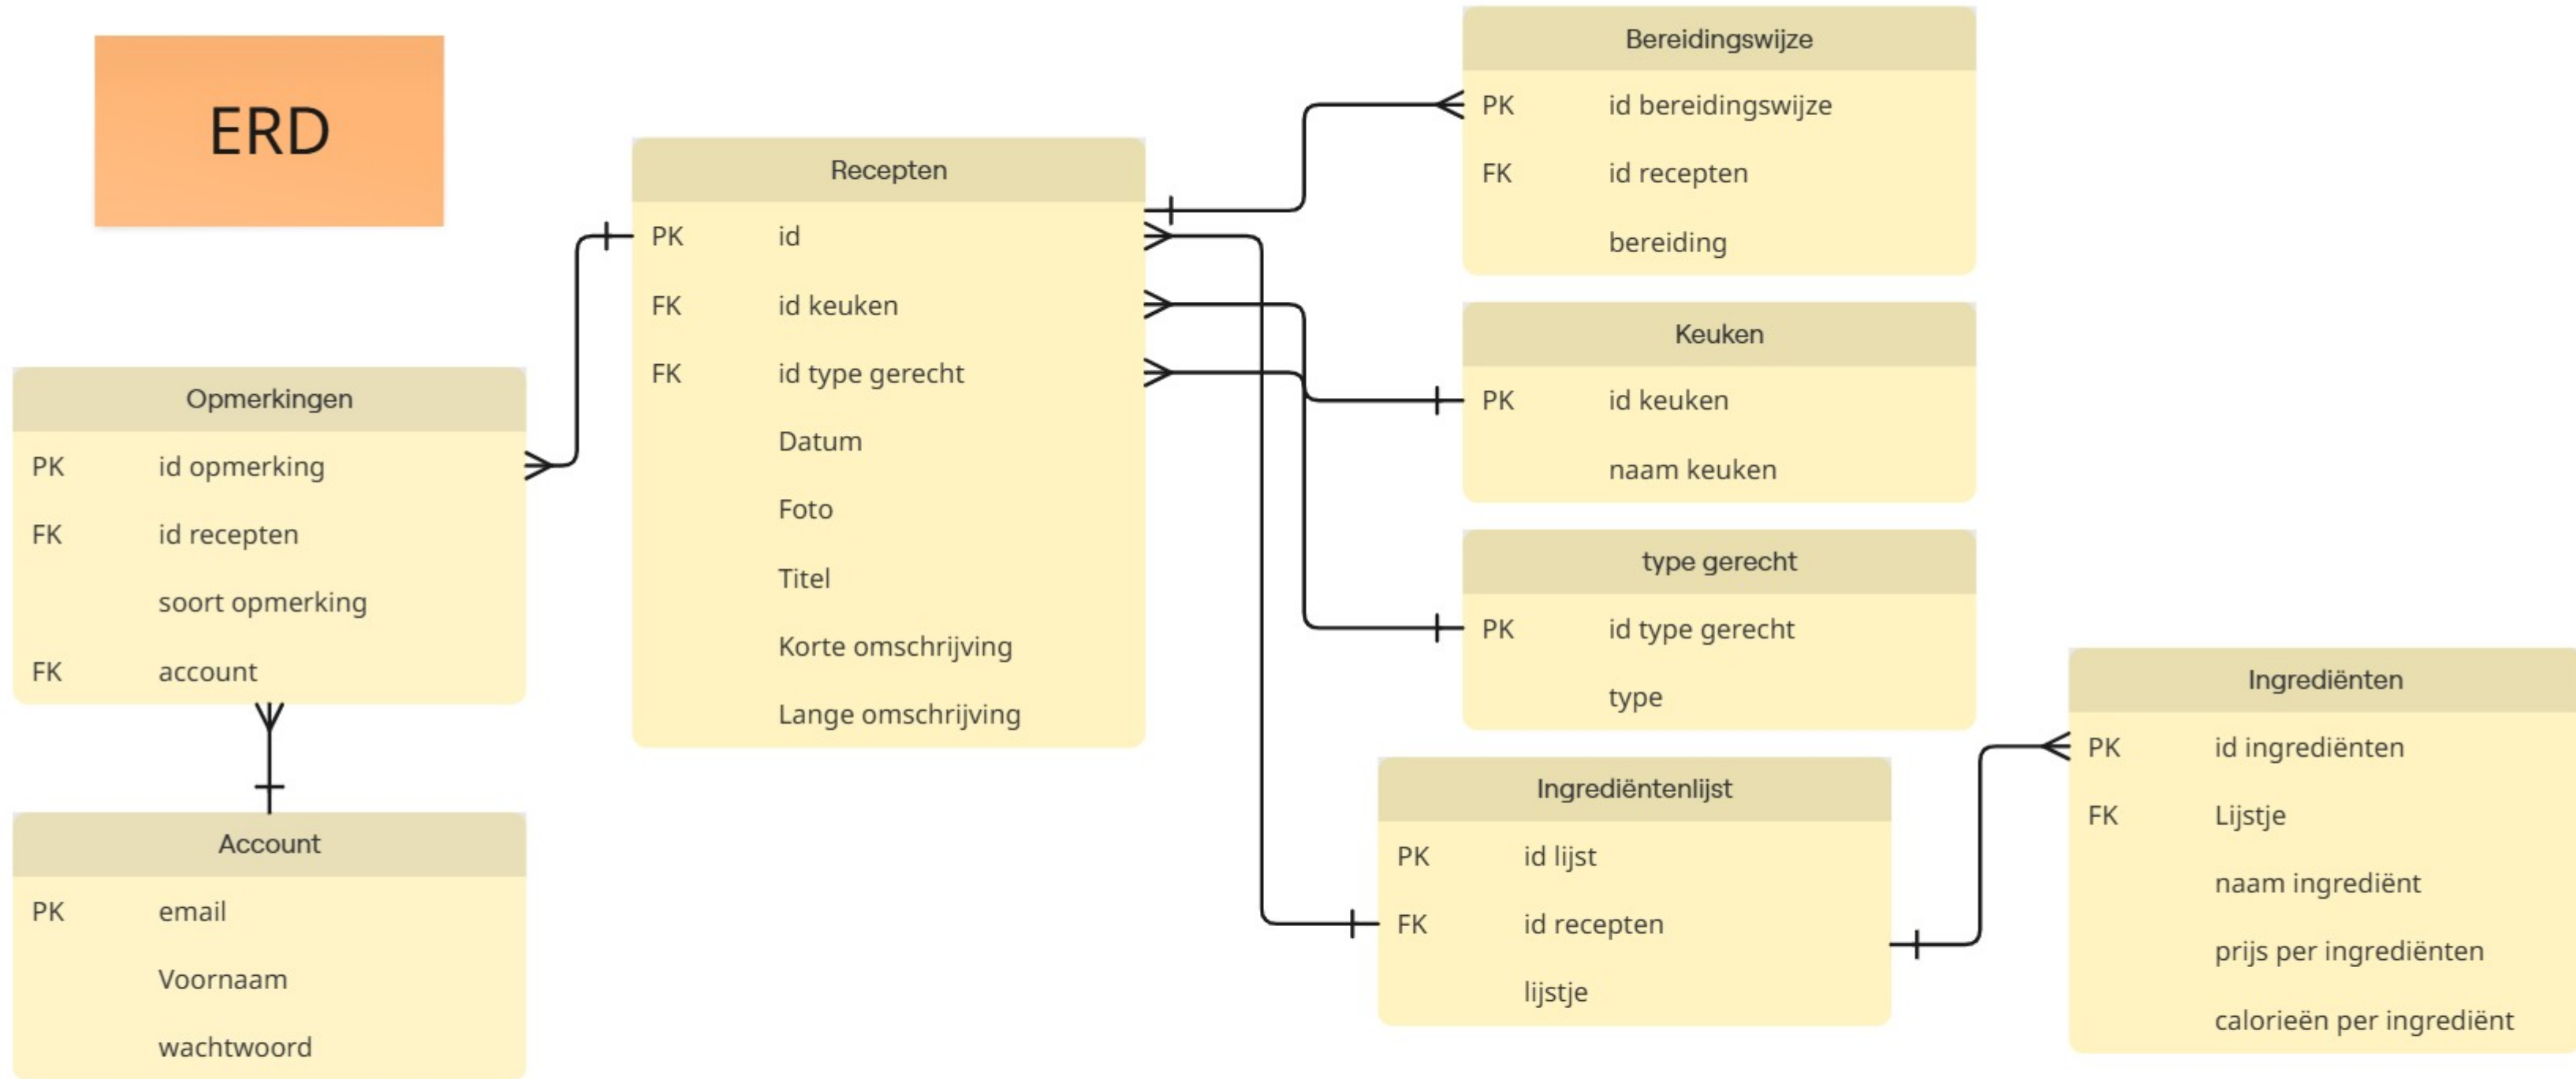 ERD
Recepten
PK id
FK id keuken
FK id type gerecht
Datum
Foto
Titel
Korte omschrijving
Lange omschrijving
Opmerkingen
PK id opmerking
FK id recepten
soort opmerking
FK account
Account
PK email
Voornaam
wachtwoord
Bereidingswijze
PK id bereidingswijze
FK id recepten
bereiding
Keuken
PK id keuken
naam keuken
type gerecht
PK id type gerecht
type
Ingrediëntenlijst
PK id lijst
FK id recepten
lijstje
Ingrediënten
PK id ingrediënten
FK Lijstje
naam ingrediënt
prijs per ingrediënten
calorieën per ingrediënt